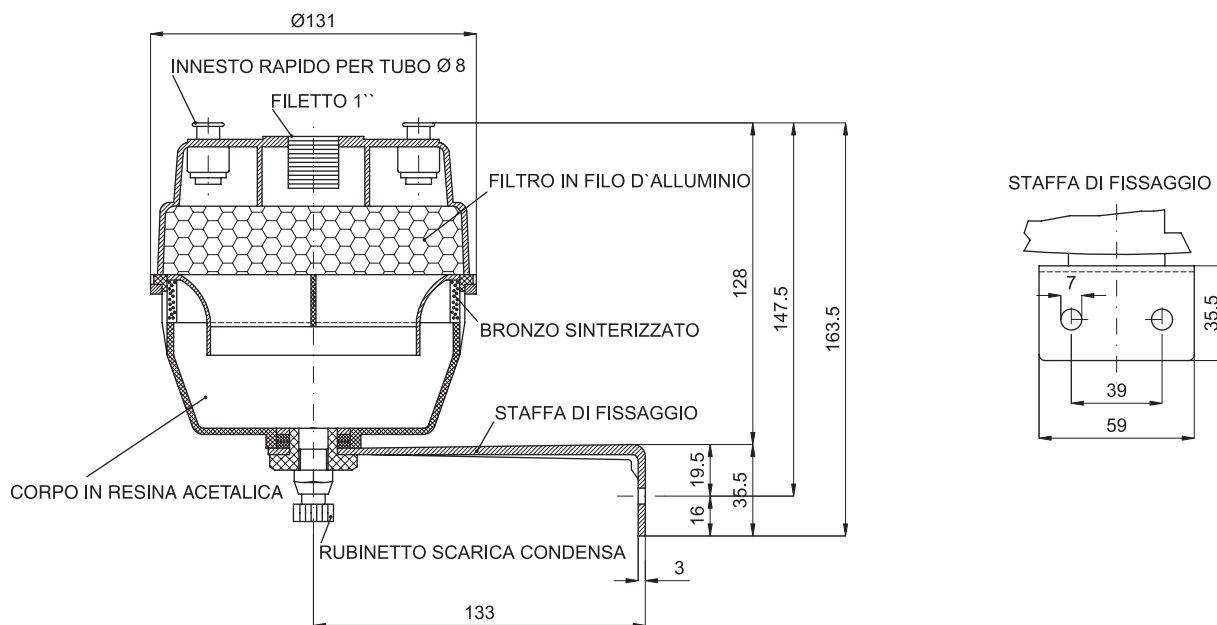 Ø131
INNESTO RAPIDO PER TUBO Ø 8
FILETTO 1``
FILTRO IN FILO D`ALLUMINIO
STAFFA DI FISSAGGIO
128
147.5
163.5
7
35.5
BRONZO SINTERIZZATO
39
59
STAFFA DI FISSAGGIO
19.5
35.5
16
CORPO IN RESINA ACETALICA
RUBINETTO SCARICA CONDENSA
3
133